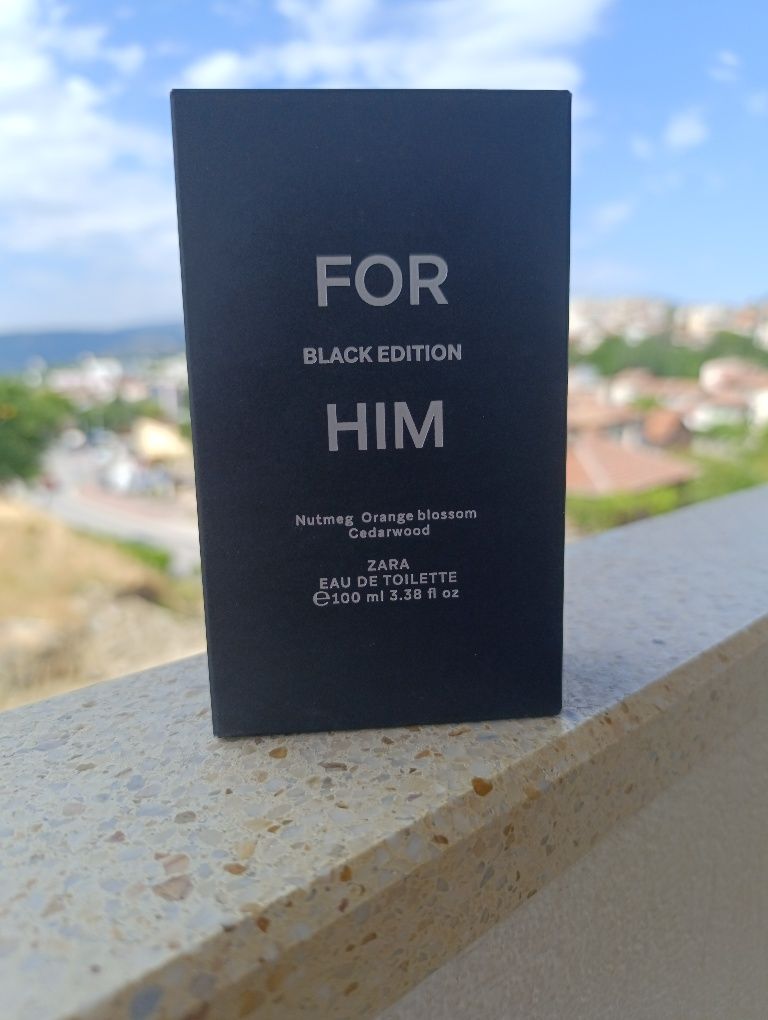 FOR
BLACK EDITION
HIM
Nutmeg Orange blossom
Cedarwood
ZARA
EAU DE TOILETTE
℮100 ml 3.38 fl oz